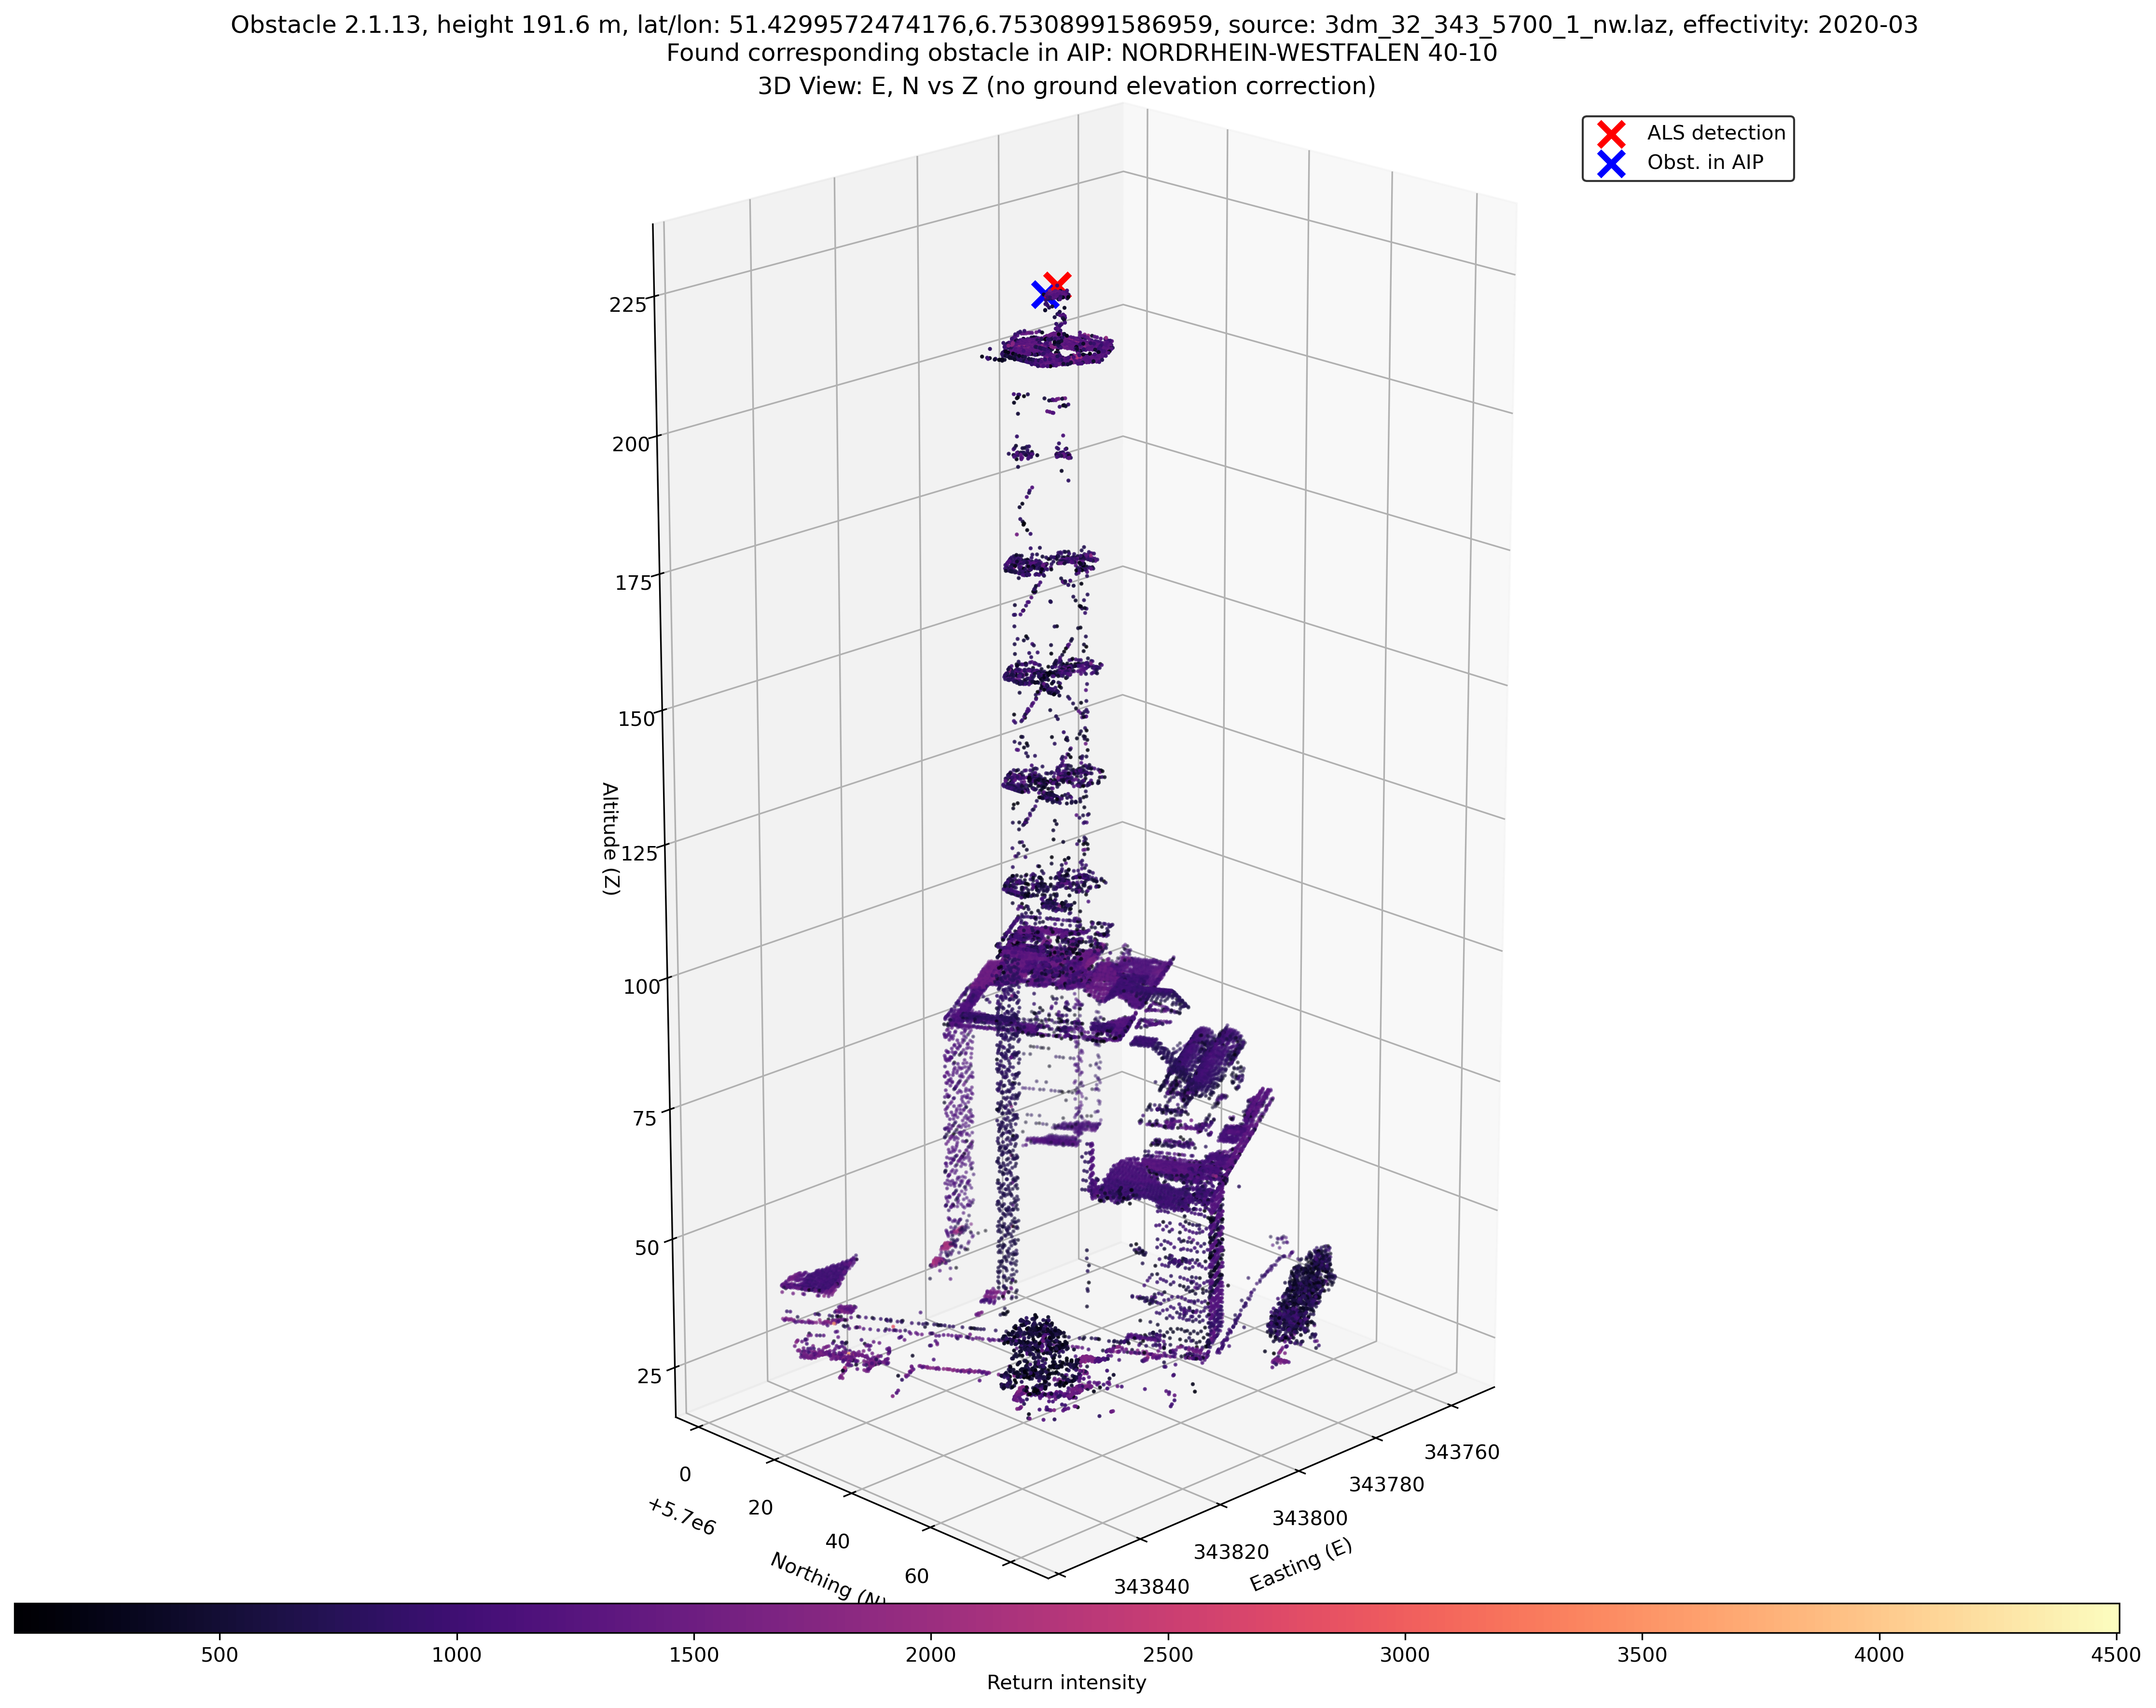 Obstacle 2.1.13, height 191.6 m, lat/lon: 51.4299572474176,6.75308991586959, source: 3dm_32_343_5700_1_nw.laz, effectivity: 2020-03
Found corresponding obstacle in AIP: NORDRHEIN-WESTFALEN 40-10
3D View: E, N vs Z (no ground elevation correction)
ALS detection
Obst. in AIP
225
200
175
150
125
100
75
50
25
Altitude (Z)
0
20
40
60
+5.7e6
Northing (N)
343760
343780
343800
343820
343840
Easting (E)
500
1000
1500
2000
2500
3000
3500
4000
4500
Return intensity